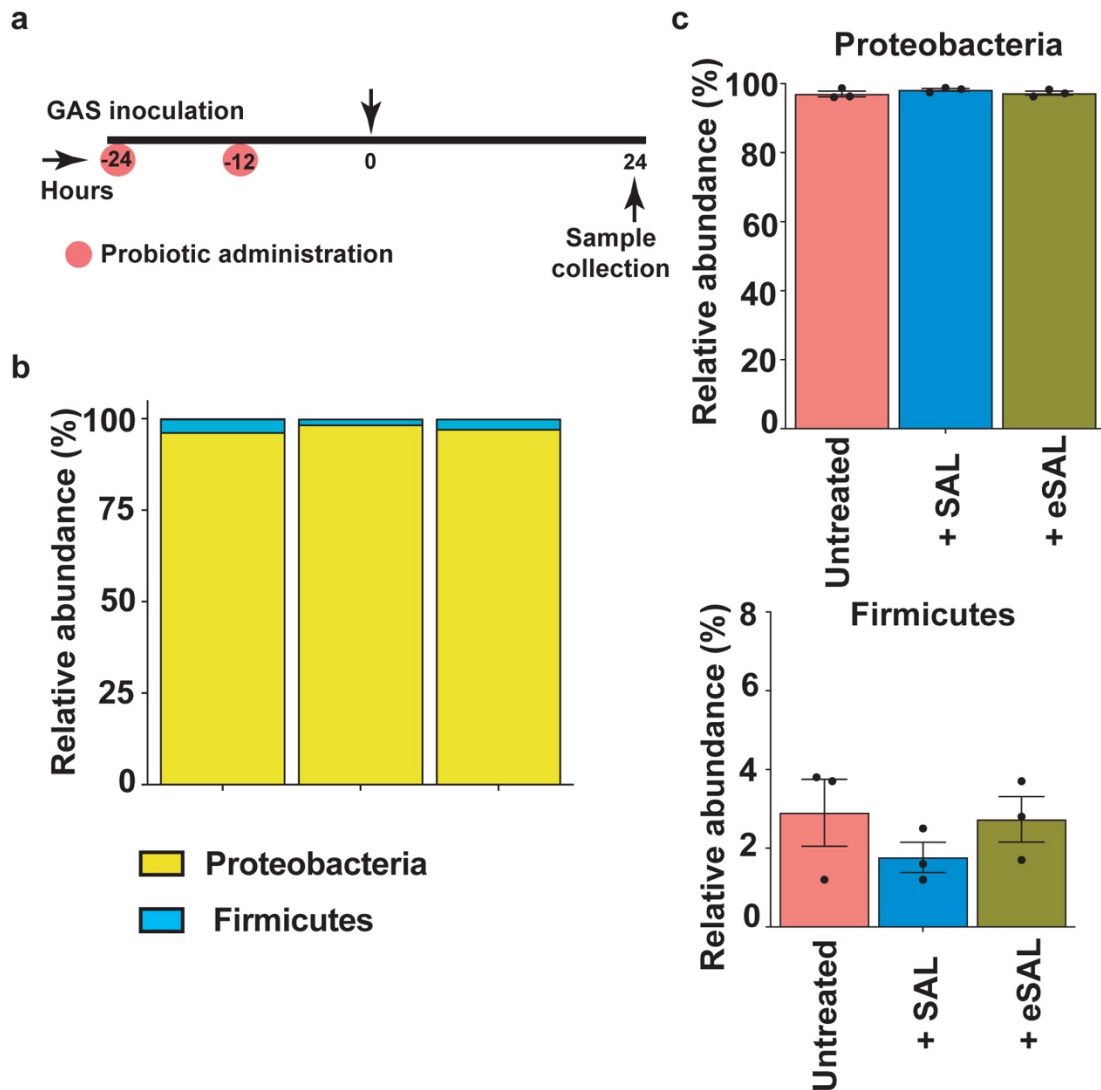 a
GAS inoculation
-24
-12
0
24
Hours
Probiotic administration
Sample
collection
b
Relative abundance (%)
100
75
50
25
0
Proteobacteria
Firmicutes
c
Proteobacteria
Relative abundance (%)
100
80
60
40
20
0
Untreated
+ SAL
+ eSAL
Firmicutes
Relative abundance (%)
8
6
4
2
0
Untreated
+ SAL
+ eSAL